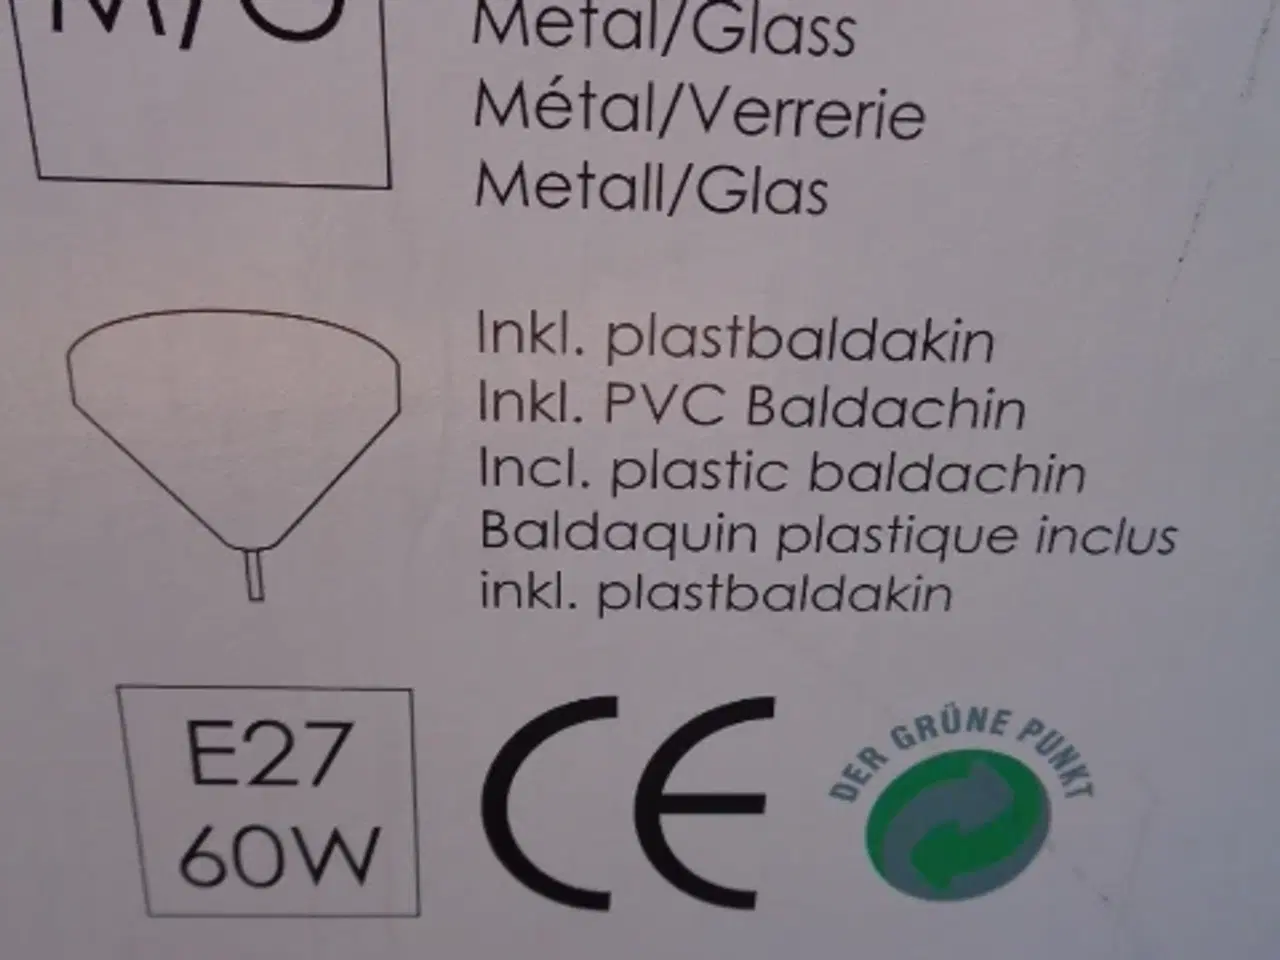 M/G
Metal/Glass
Métal/Verrerie
Metall/Glas
Inkl. plastbaldakin
Inkl. PVC Baldachin
Incl. plastic baldachin
Baldaquin plastique inclus
inkl. plastbaldakin
E27
60W
CE
DER GRÜNE PUNKT